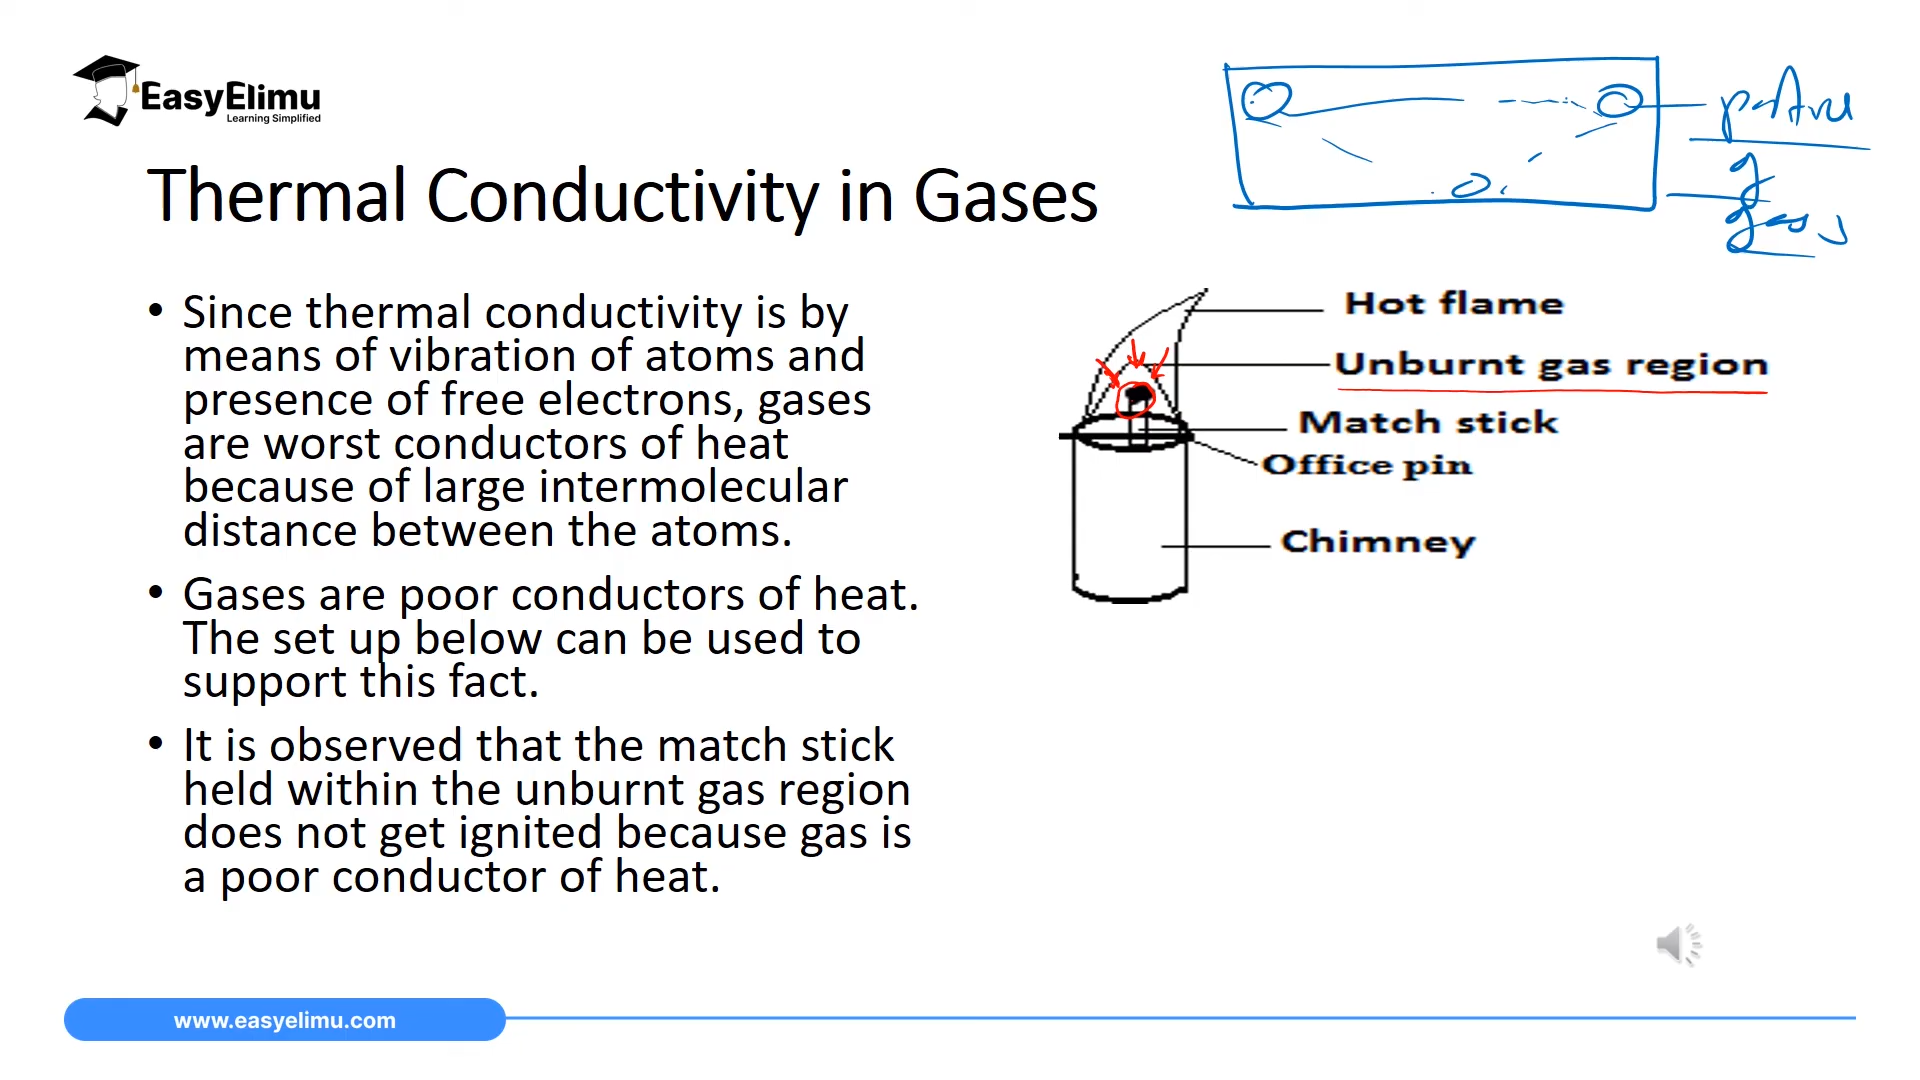 EasyElimu
Learning Simplified
Thermal Conductivity in Gases
• Since thermal conductivity is by
means of vibration of atoms and
presence of free electrons, gases
are worst conductors of heat
because of large intermolecular
distance between the atoms.
• Gases are poor conductors of heat.
The set up below can be used to
support this fact.
• It is observed that the match stick
held within the unburnt gas region
does not get ignited because gas is
a poor conductor of heat.
gas
Hot flame
Unburnt gas region
Match stick
Office pin
Chimney
www.easyelimu.com